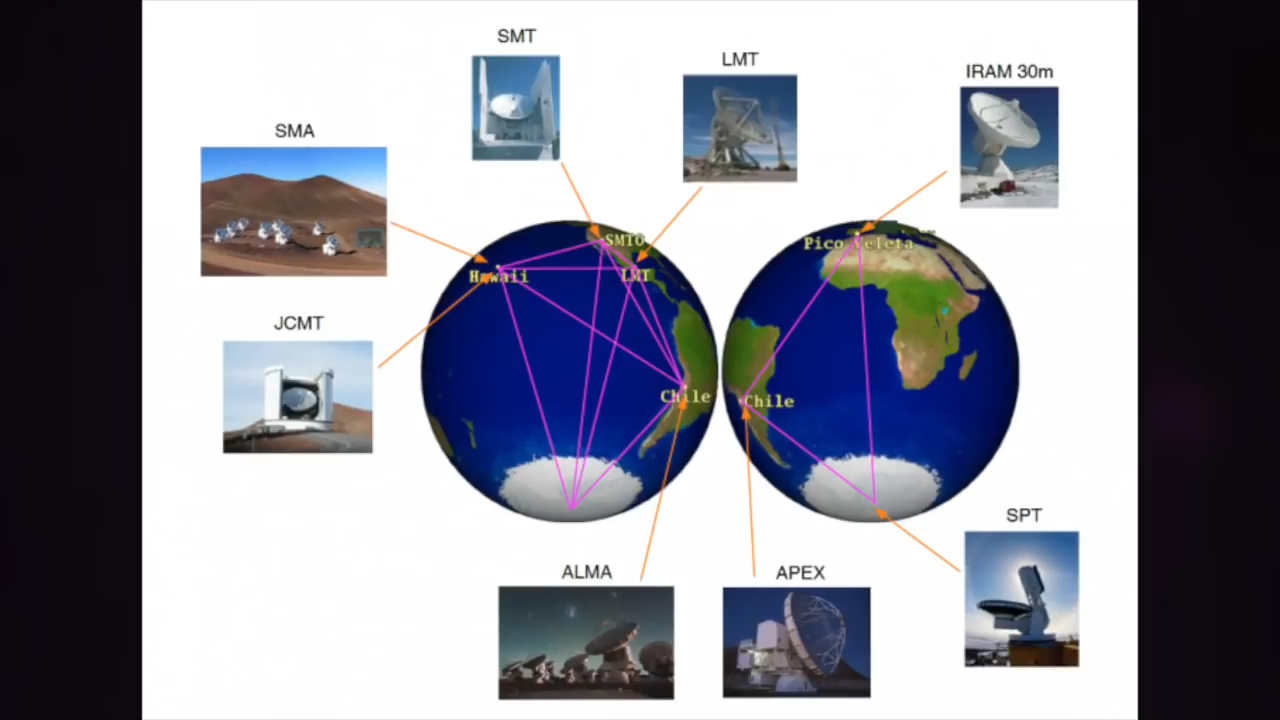 SMT
LMT
IRAM 30m
SMA
SMTO
Pico Veleta
Hawaii
LMT
JCMT
Chile
Chile
SPT
ALMA
APEX